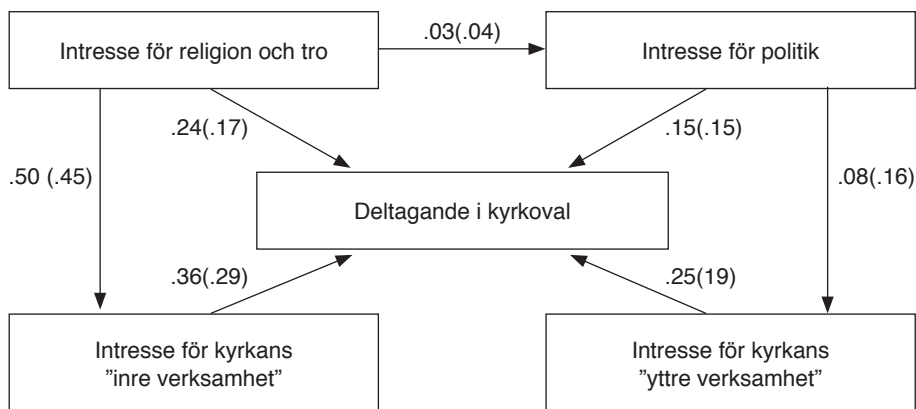 .03(.04)
Intresse för religion och tro
Intresse för politik
.24(.17)
.15(.15)
.50 (.45)
.08(.16)
Deltagande i kyrkoval
.36(.29)
.25(19)
Intresse för kyrkans
”inre verksamhet”
Intresse för kyrkans
”yttre verksamhet”